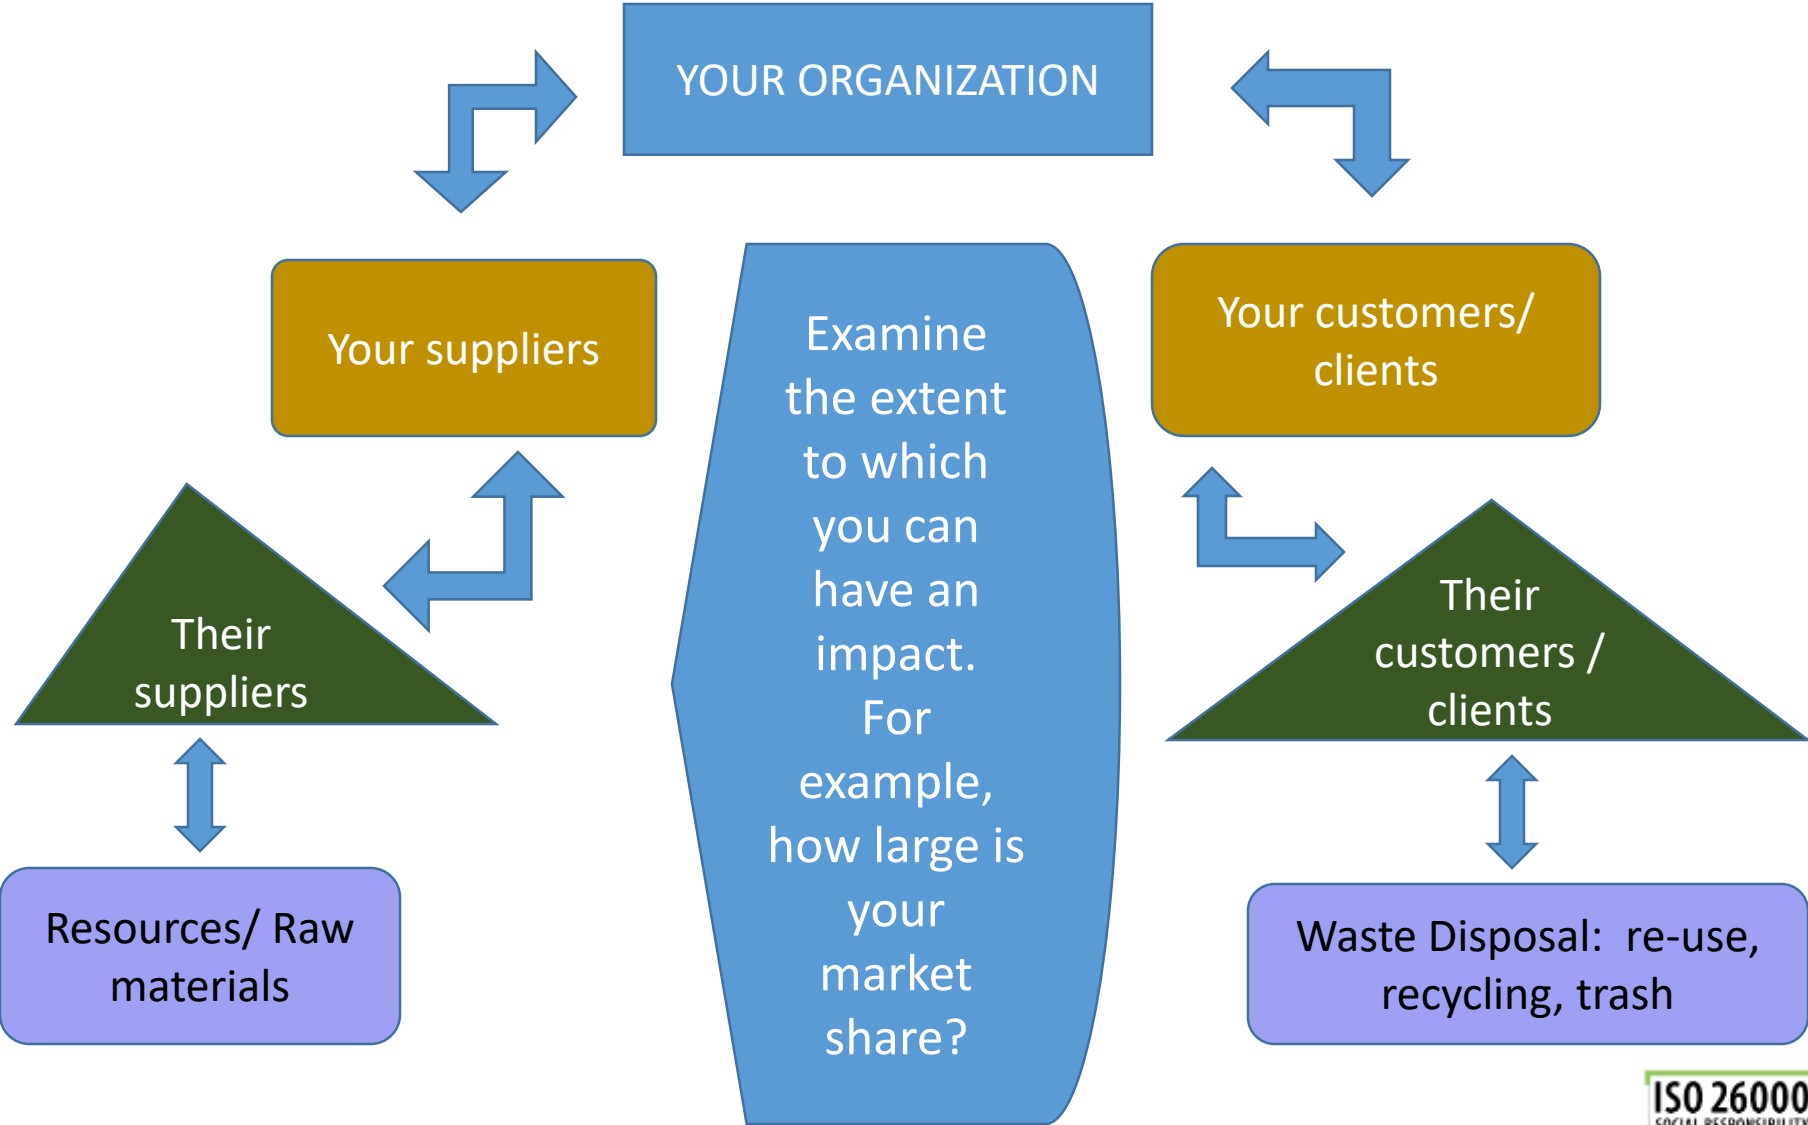 YOUR ORGANIZATION
Your suppliers
Your customers/
clients
Examine
the extent
to which
you can
have an
impact.
For
example,
how large is
your
market
share?
Their
suppliers
Their
customers /
clients
Resources/ Raw
materials
Waste Disposal:  re-use,
recycling, trash
ISO 26000
SOCIAL RESPONSIBILITY